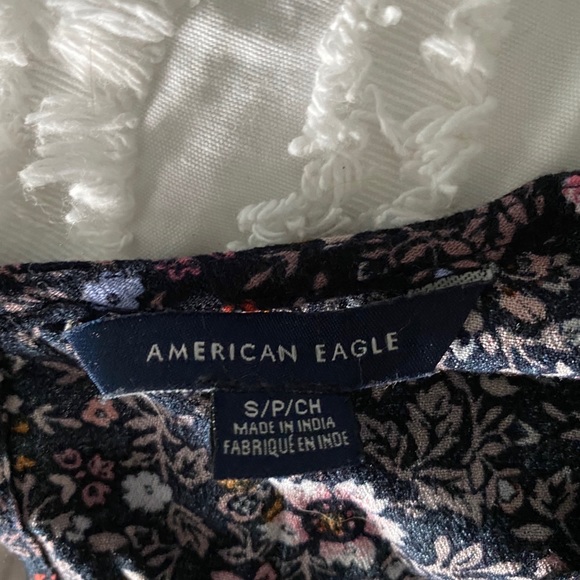 AMERICAN EAGLE
S/P/CH
MADE IN INDIA
FABRIQUÉ EN INDE